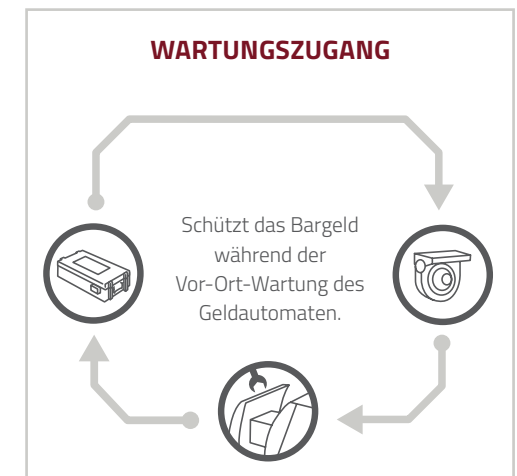 WARTUNGSZUGANG
Schützt das Bargeld
während der
Vor-Ort-Wartung des
Geldautomaten.